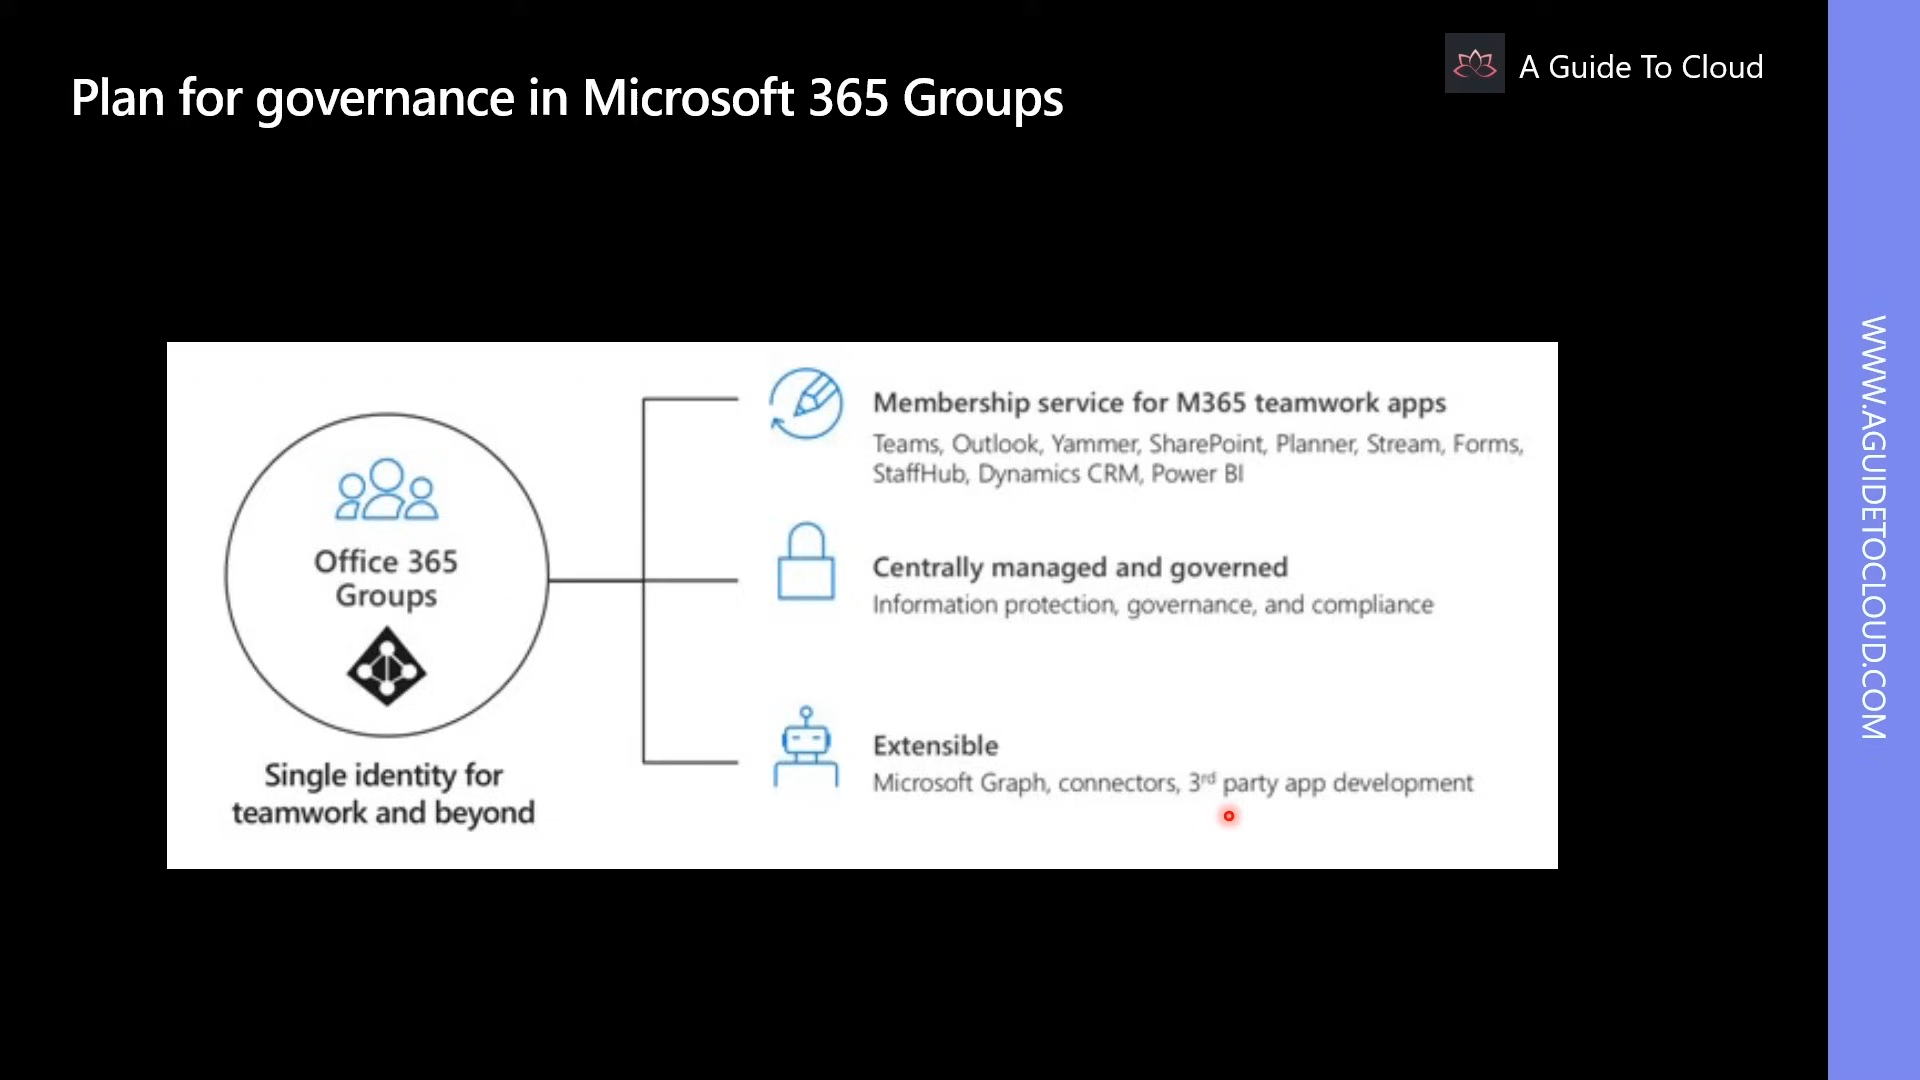 Plan for governance in Microsoft 365 Groups
A Guide To Cloud
Office 365
Groups
Single identity for
teamwork and beyond
Membership service for M365 teamwork apps
Teams, Outlook, Yammer, SharePoint, Planner, Stream, Forms,
StaffHub, Dynamics CRM, Power BI
Centrally managed and governed
Information protection, governance, and compliance
Extensible
Microsoft Graph, connectors, 3rd party app development
WWW.AGUIDETOCLOUD.COM